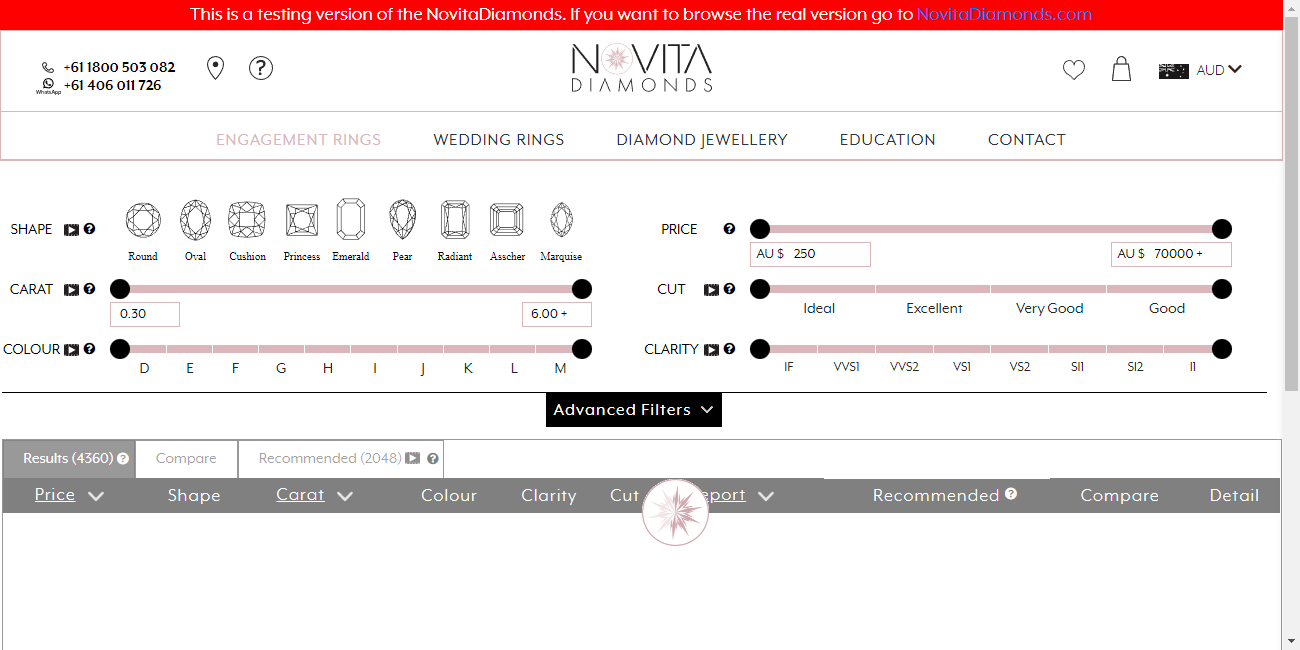 This is a testing version of the NovitaDiamonds. If you want to browse the real version go to NovitaDiamonds.com
+61 1800 503 082
WhatsApp +61 406 011 726
?
NOVITA
DIAMONDS
AUD
ENGAGEMENT RINGS WEDDING RINGS DIAMOND JEWELLERY EDUCATION CONTACT
SHAPE ?
Round Oval Cushion Princess Emerald Pear Radiant Asscher Marquise
PRICE ?
AU $ 250 AU $ 70000 +
CARAT ?
0.30 6.00 +
CUT ?
Ideal Excellent Very Good Good
COLOUR ?
D E F G H I J K L M
CLARITY ?
IF VVS1 VVS2 VS1 VS2 SI1 SI2 I1
Advanced Filters
Results (4360) ? Compare Recommended (2048) ?
Price Shape Carat Colour Clarity Cut Recommended ? Compare Detail